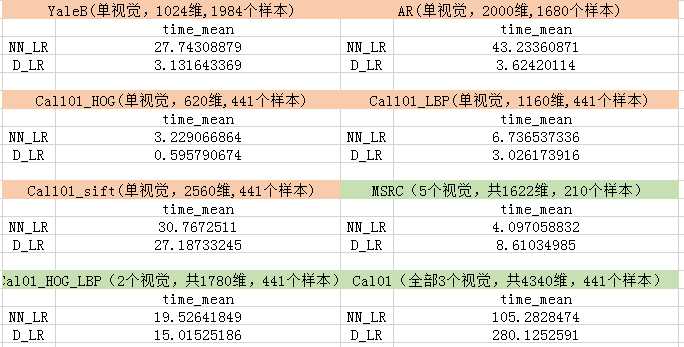 YaleB(单视觉，1024维,1984个样本)
time_mean
NN_LR 27.74308879
D_LR 3.131643369
AR(单视觉，2000维,1680个样本)
time_mean
NN_LR 43.23360871
D_LR 3.62420114
Cal101_HOG(单视觉，620维,441个样本)
time_mean
NN_LR 3.229066864
D_LR 0.595790674
Cal101_LBP(单视觉，1160维,441个样本)
time_mean
NN_LR 6.736537336
D_LR 3.026173916
Cal101_sift(单视觉，2560维,441个样本)
time_mean
NN_LR 30.7672511
D_LR 27.18733245
MSRC（5个视觉，共1622维，210个样本）
time_mean
NN_LR 4.097058832
D_LR 8.61034985
Cal01_HOG_LBP（2个视觉，共1780维，441个样本）
time_mean
NN_LR 19.52641849
D_LR 15.01525186
Cal01（全部3个视觉，共4340维，441个样本）
time_mean
NN_LR 105.2828474
D_LR 280.1252591